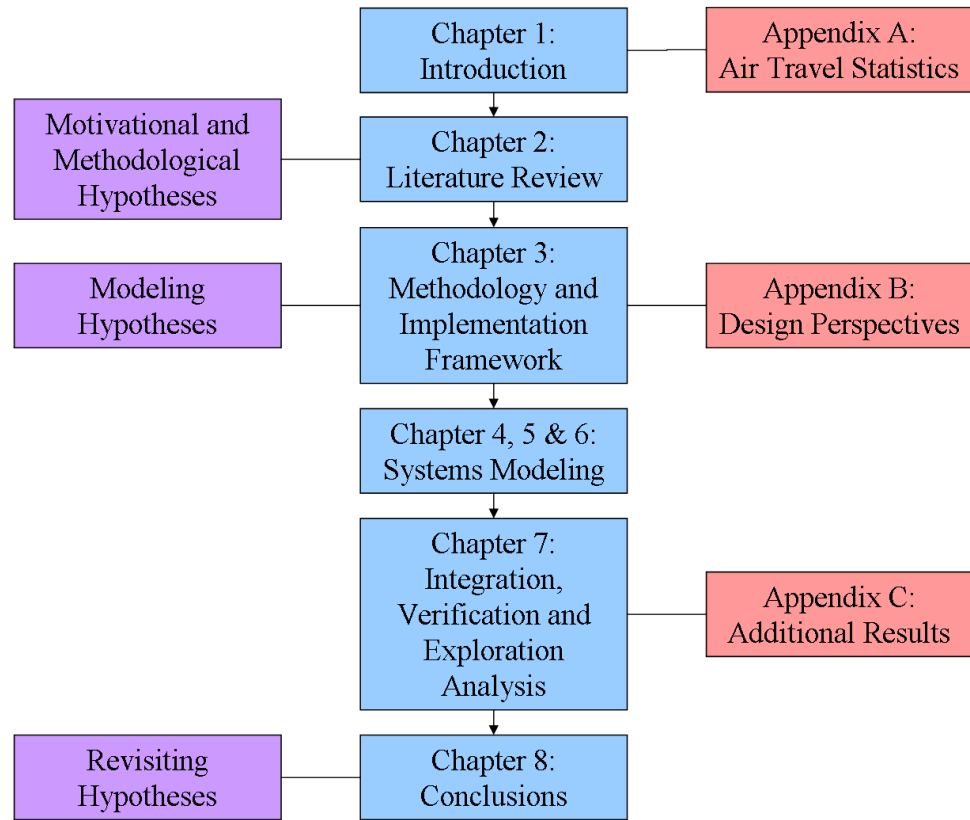 Chapter 1:
Introduction
Appendix A:
Air Travel Statistics
Motivational and
Methodological
Hypotheses
Chapter 2:
Literature Review
Modeling
Hypotheses
Chapter 3:
Methodology and
Implementation
Framework
Appendix B:
Design Perspectives
Chapter 4, 5 & 6:
Systems Modeling
Chapter 7:
Integration,
Verification and
Exploration
Analysis
Appendix C:
Additional Results
Revisiting
Hypotheses
Chapter 8:
Conclusions